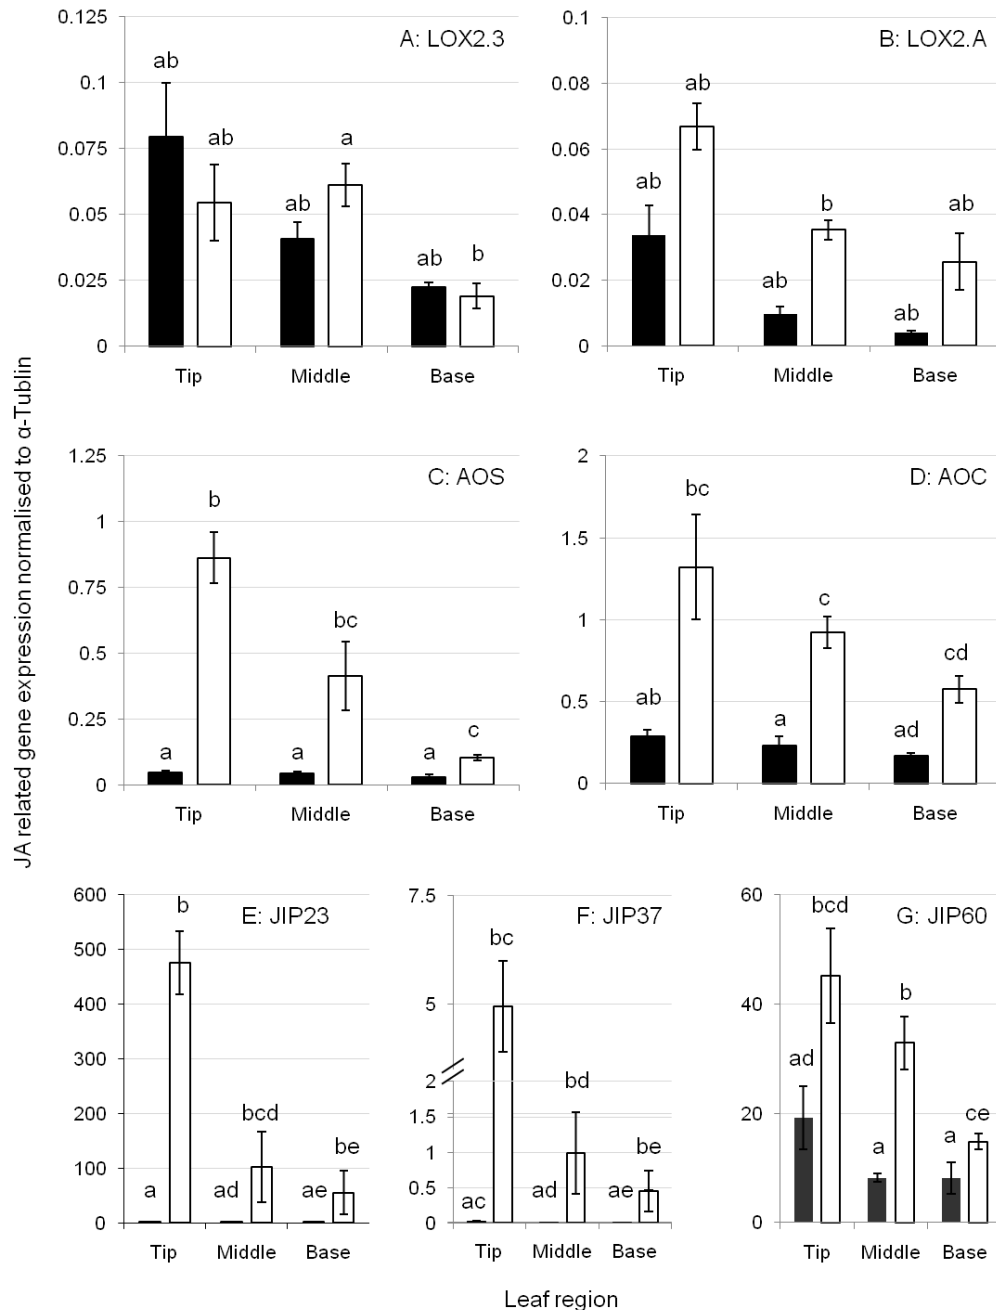 JA related gene expression normalised to α-Tublin
A: LOX2.3
0.125
0.1
0.075
0.05
0.025
0
ab
ab
ab
a
ab
b
Tip Middle Base
B: LOX2.A
0.1
0.08
0.06
0.04
0.02
0
ab
ab
ab
b
ab
ab
Tip Middle Base
C: AOS
1.25
1
0.75
0.5
0.25
0
a
b
a
bc
a
c
Tip Middle Base
D: AOC
2
1.5
1
0.5
0
ab
bc
a
c
ad
cd
Tip Middle Base
E: JIP23
600
500
400
300
200
100
0
a
b
ad
bcd
ae
be
Tip Middle Base
F: JIP37
7.5
5
2
1.5
1
0.5
0
ac
bc
ad
bd
ae
be
Tip Middle Base
G: JIP60
60
40
20
0
ad
bcd
a
b
a
ce
Tip Middle Base
Leaf region